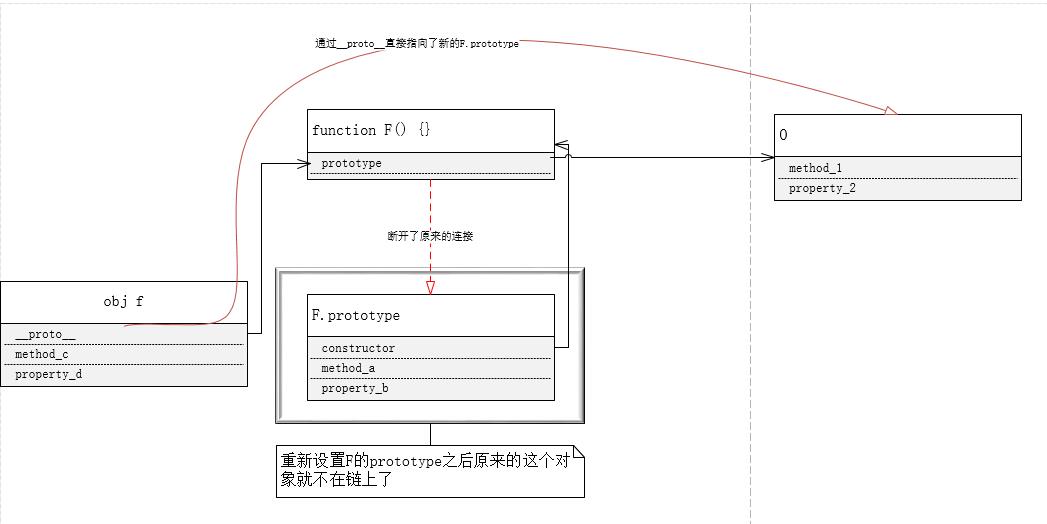 通过__proto__直接指向了新的F.prototype
function F() {}
prototype
O
method_1
property_2
断开了原来的连接
obj f
__proto__
method_c
property_d
F.prototype
constructor
method_a
property_b
重新设置F的prototype之后原来的这个对
象就不在链上了